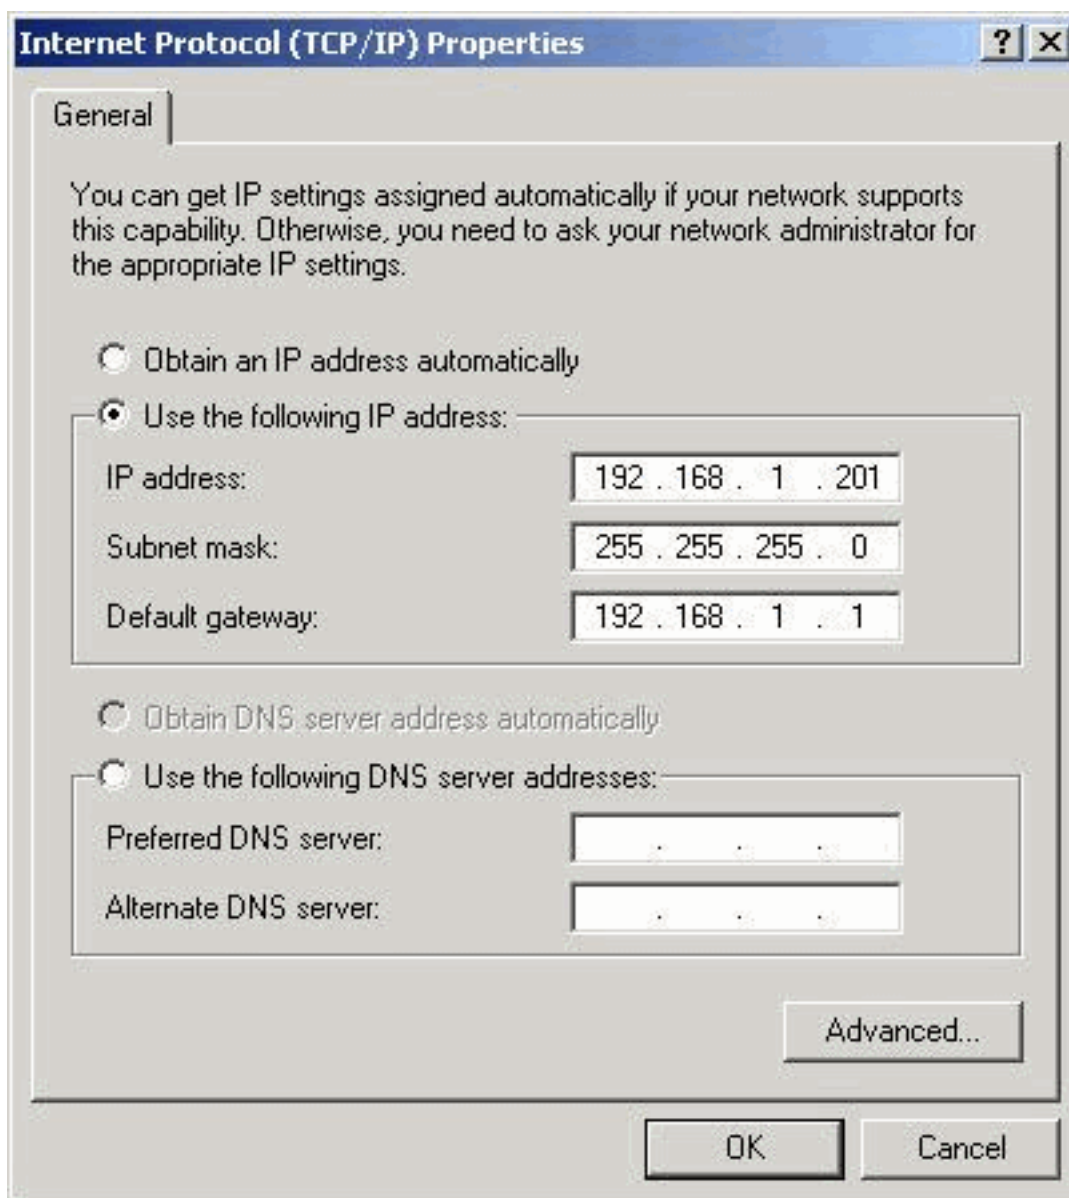 Internet Protocol (TCP/IP) Properties
General
You can get IP settings assigned automatically if your network supports
this capability. Otherwise, you need to ask your network administrator for
the appropriate IP settings.
Obtain an IP address automatically
Use the following IP address:
IP address: 192 . 168 . 1 . 201
Subnet mask: 255 . 255 . 255 . 0
Default gateway: 192 . 168 . 1 . 1
Obtain DNS server address automatically
Use the following DNS server addresses:
Preferred DNS server: . . .
Alternate DNS server: . . .
Advanced...
OK Cancel